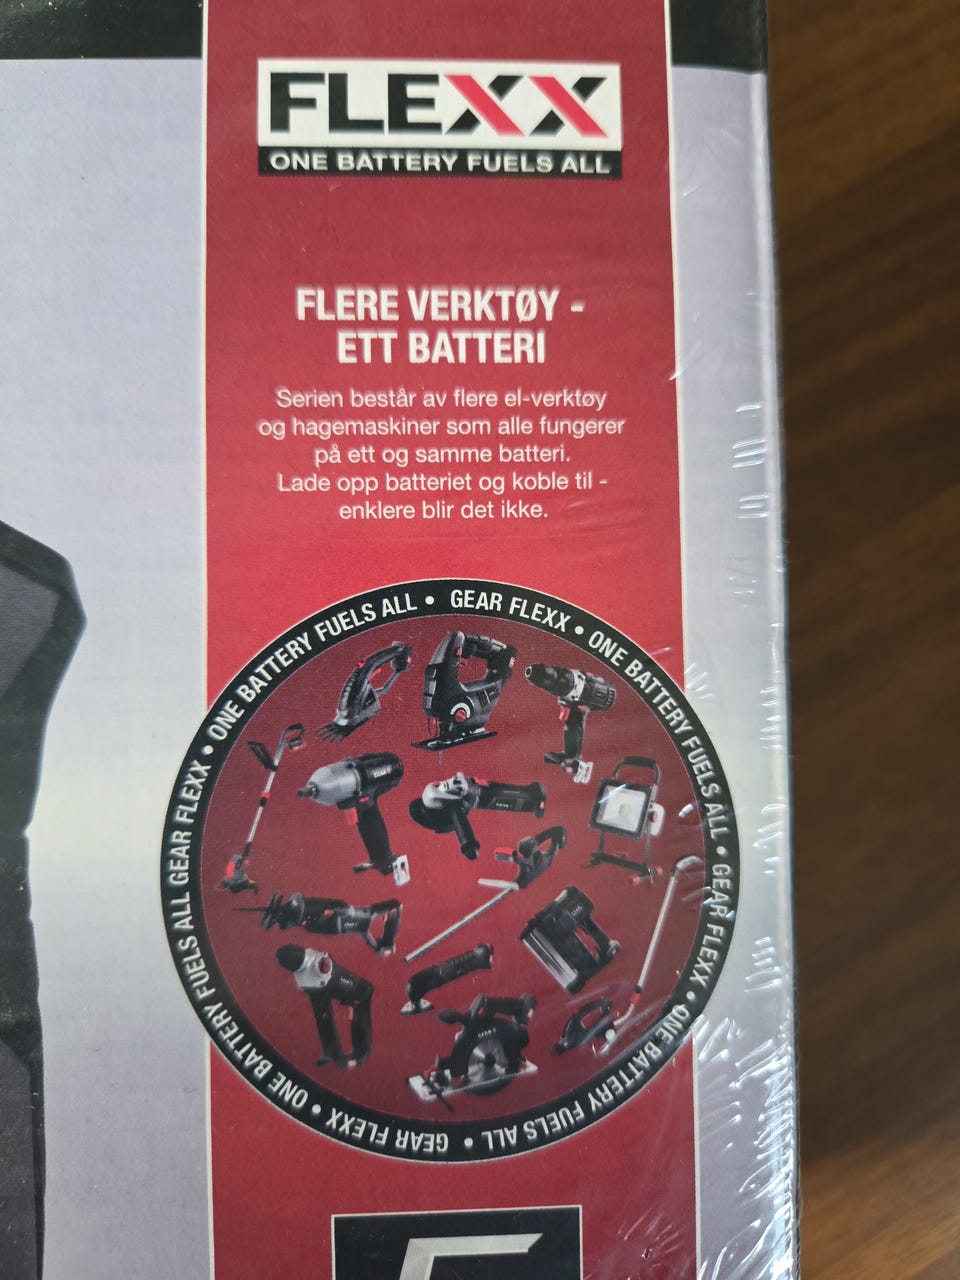 FLEXX
ONE BATTERY FUELS ALL
FLERE VERKTØY -
ETT BATTERI
Serien består av flere el-verktøy
og hagemaskiner som alle fungerer
på ett og samme batteri.
Lade opp batteriet og koble til -
enklere blir det ikke.
GEAR FLEXX • ONE BATTERY FUELS ALL • GEAR FLEXX • ONE BATTERY FUELS ALL • GEAR FLEXX • ONE BATTERY FUELS ALL GEAR FLEXX • ONE BATTERY FUELS ALL •